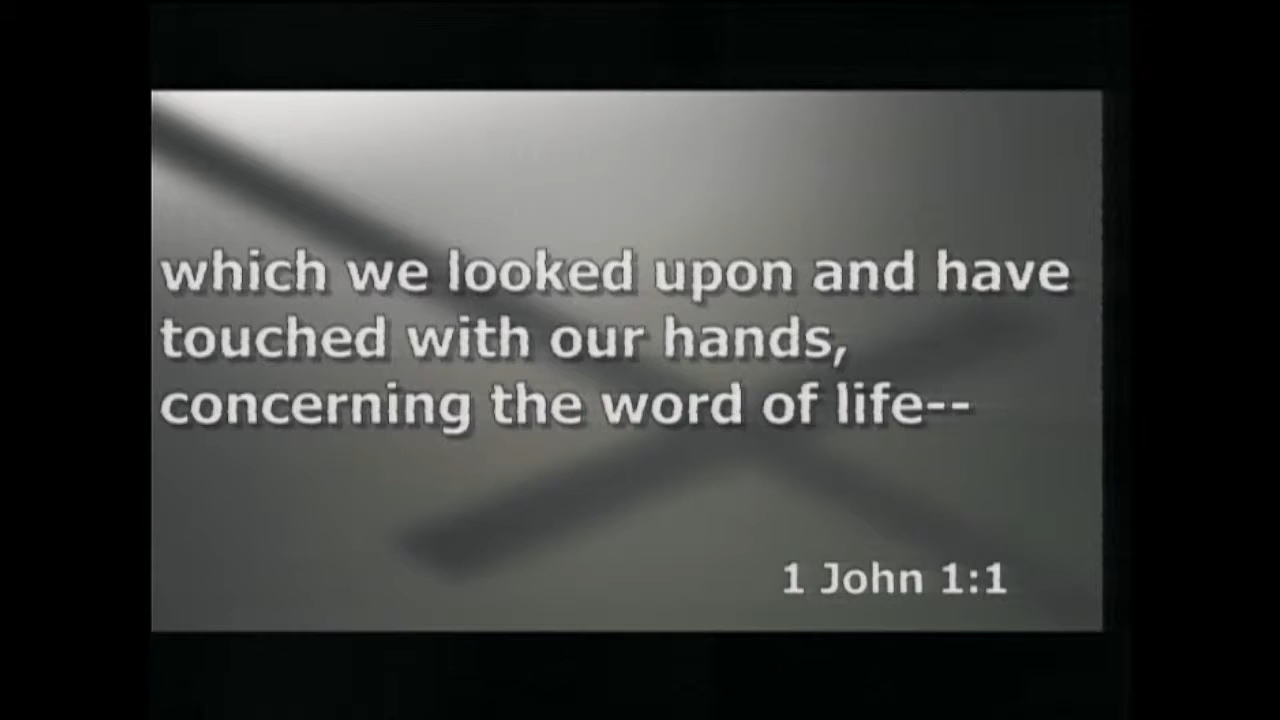 which we looked upon and have
touched with our hands,
concerning the word of life--
1 John 1:1